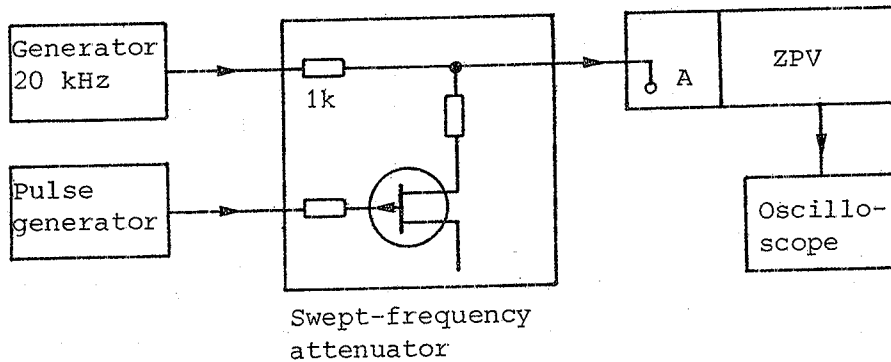 Generator
20 kHz
1k
A
ZPV
Pulse
generator
Oscillo-
scope
Swept-frequency
attenuator